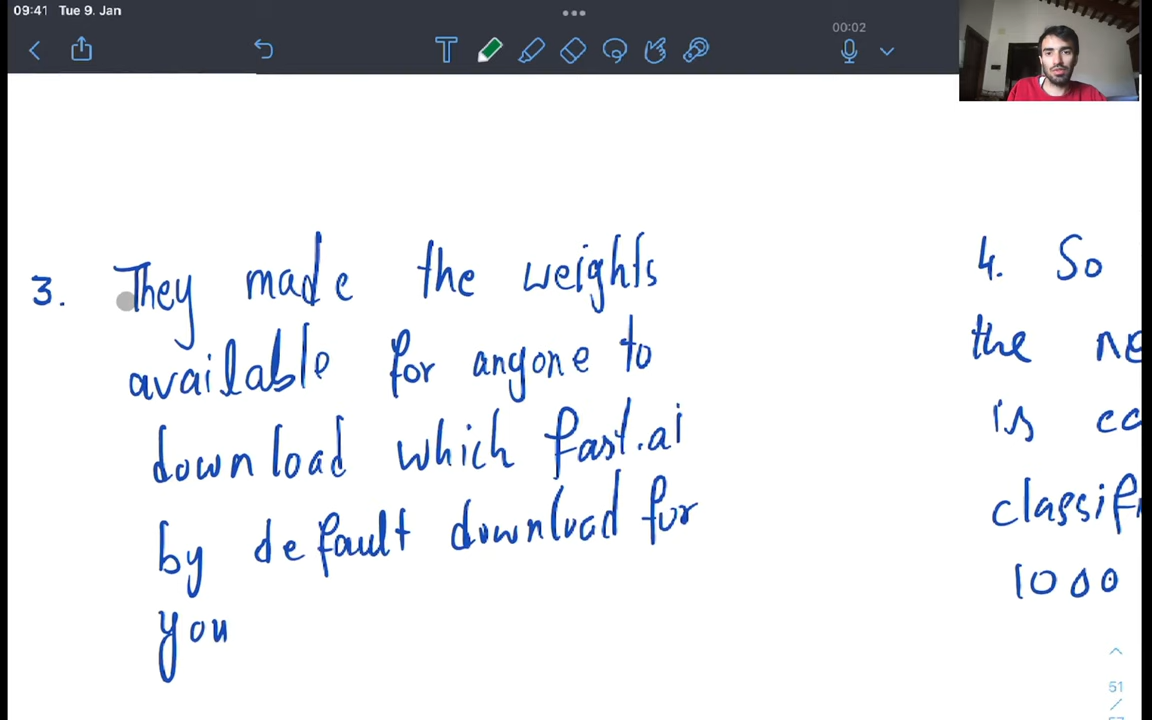 09:41 Tue 9. Jan
00:02
3. They made the weights
available for anyone to
download which fast.ai
by default download for
you
4. So
the
is
1000
51